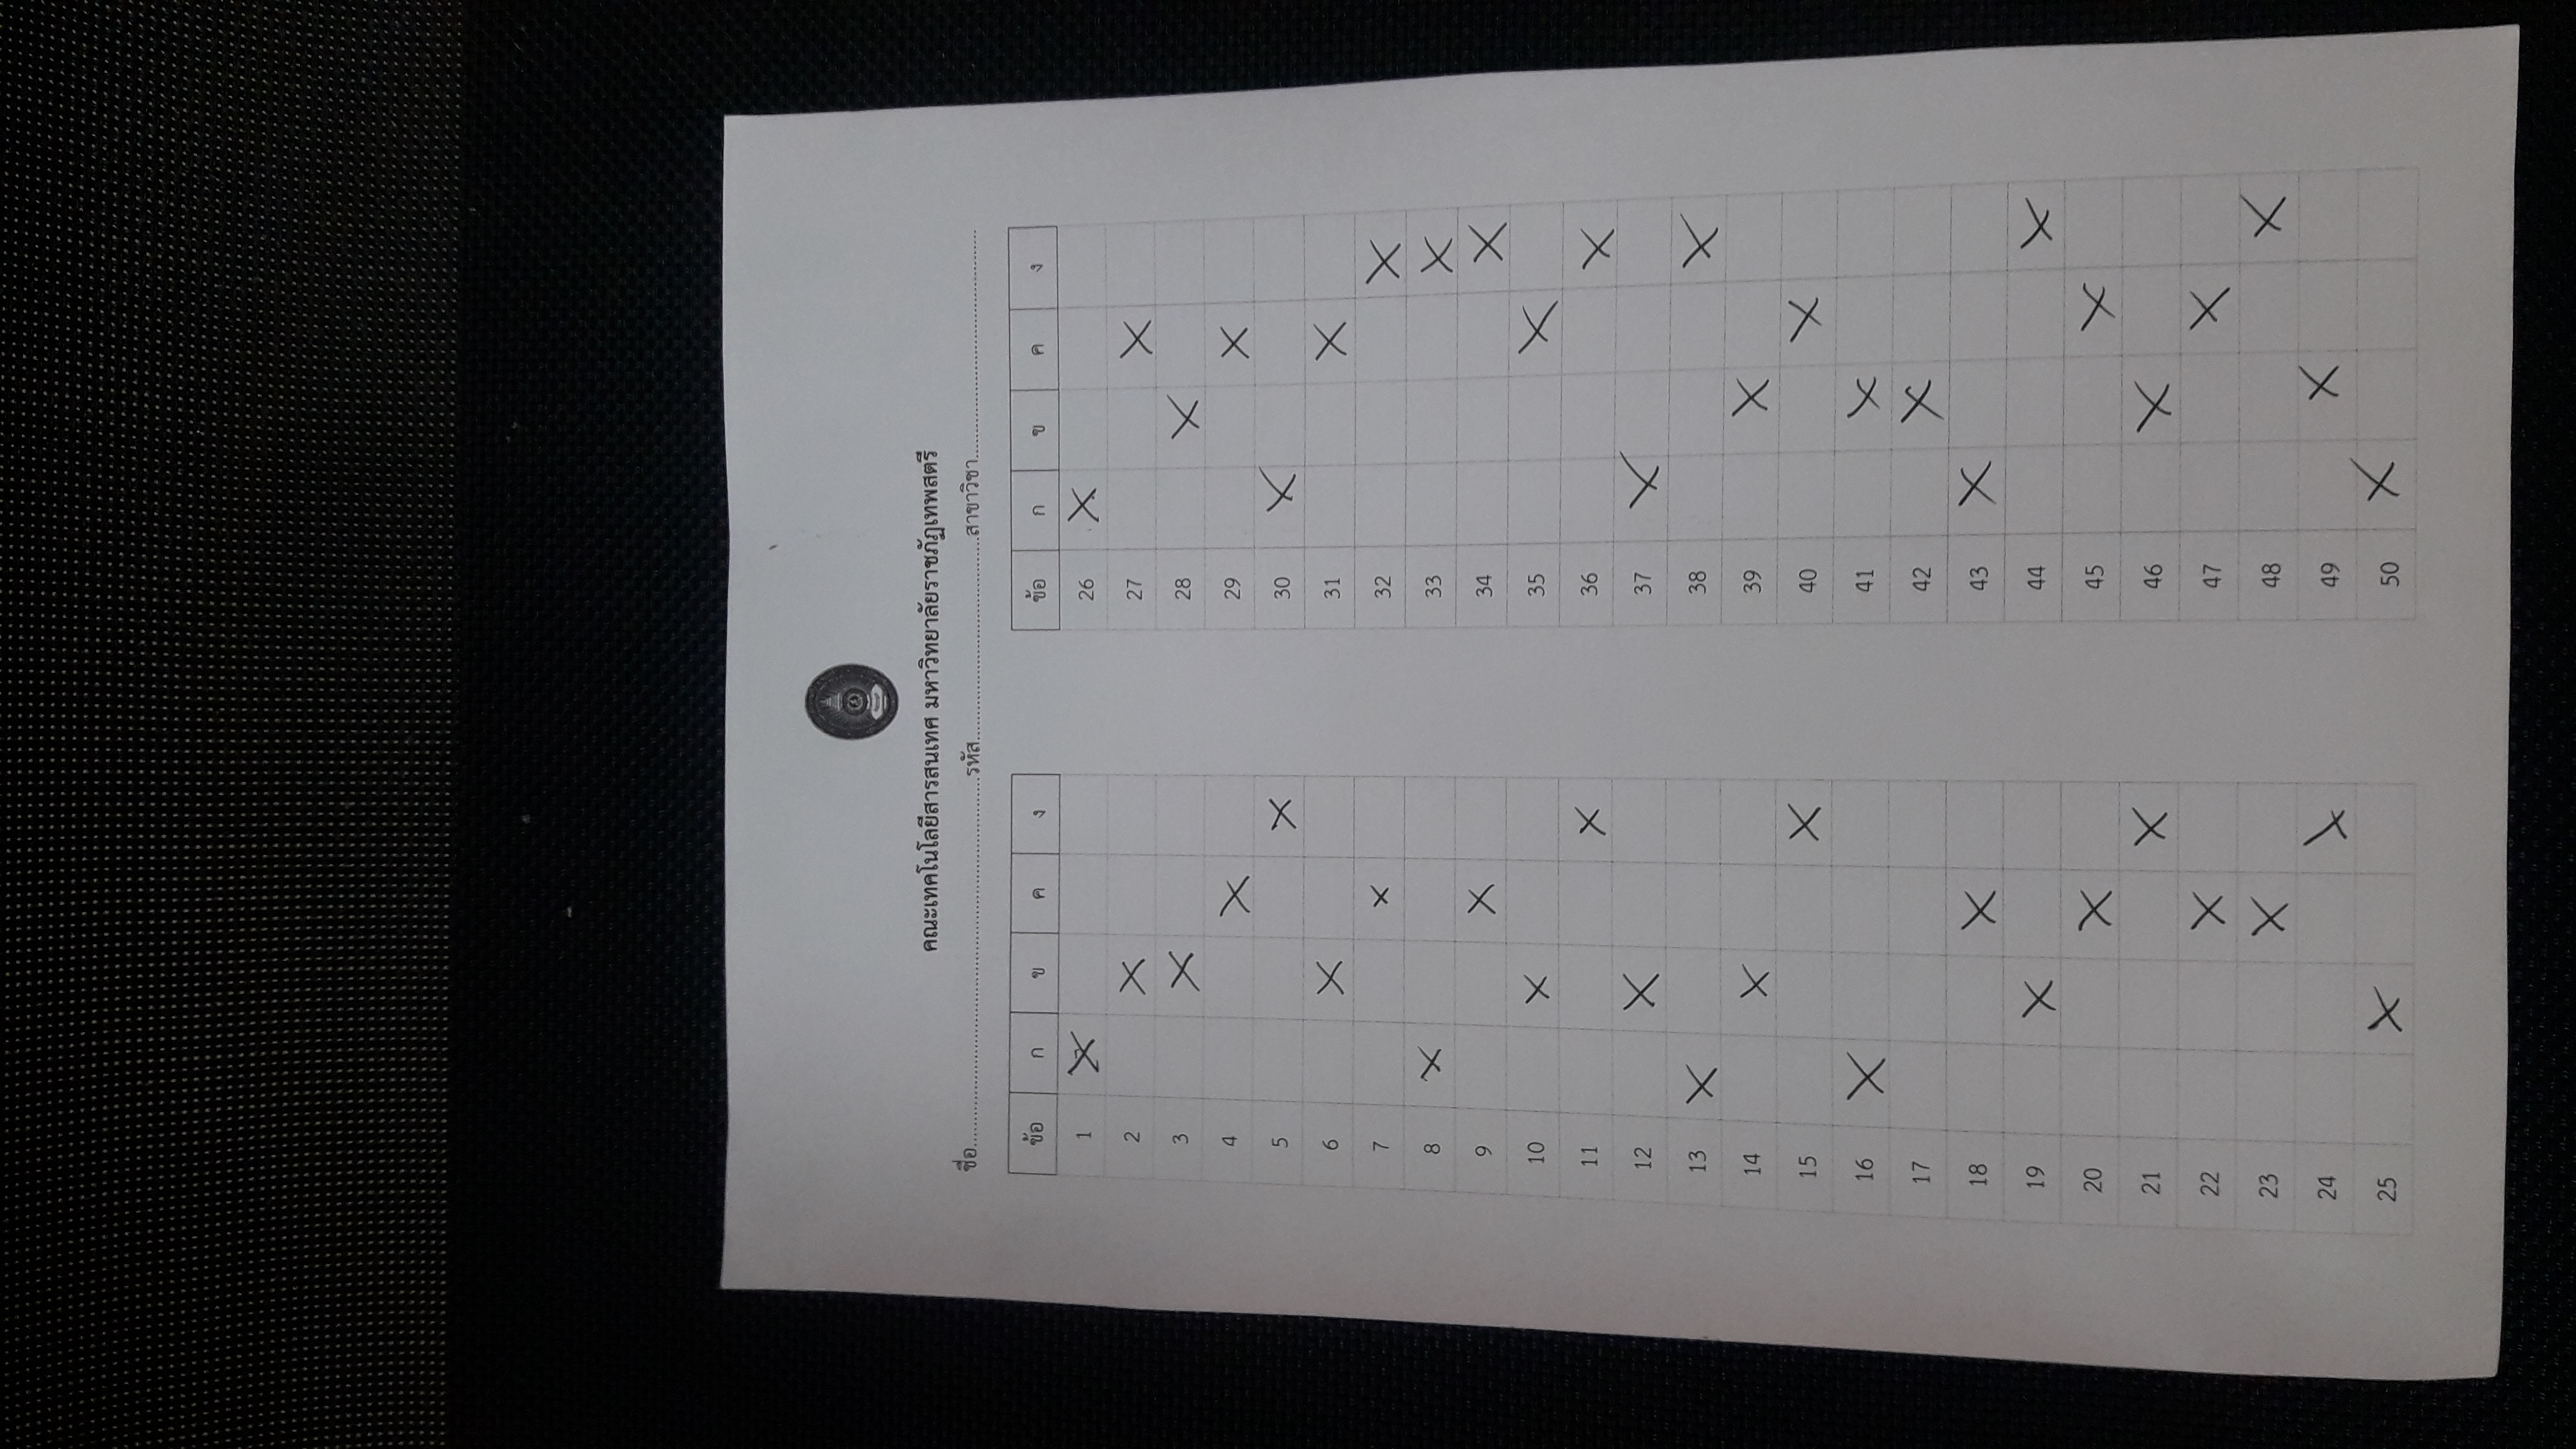 คณะเทคโนโลยีสารสนเทศ มหาวิทยาลัยราชภัฏเทพสตรี
ชื่อ.....................รหัส.....................สาขาวิชา.....................
ข้อ ก ข ค ง
1 X
2 X
3 X
4 X
5 X
6 X
7 X
8 X
9 X
10 X
11 X
12 X
13 X
14 X
15 X
16 X
17
18 X
19 X
20 X
21 X
22 X
23 X
24 X
25 X
ข้อ ก ข ค ง
26 X
27 X
28 X
29 X
30 X
31 X
32 X
33 X
34 X
35 X
36 X
37 X
38 X
39 X
40 X
41 X
42 X
43 X
44 X
45 X
46 X
47 X
48 X
49 X
50 X